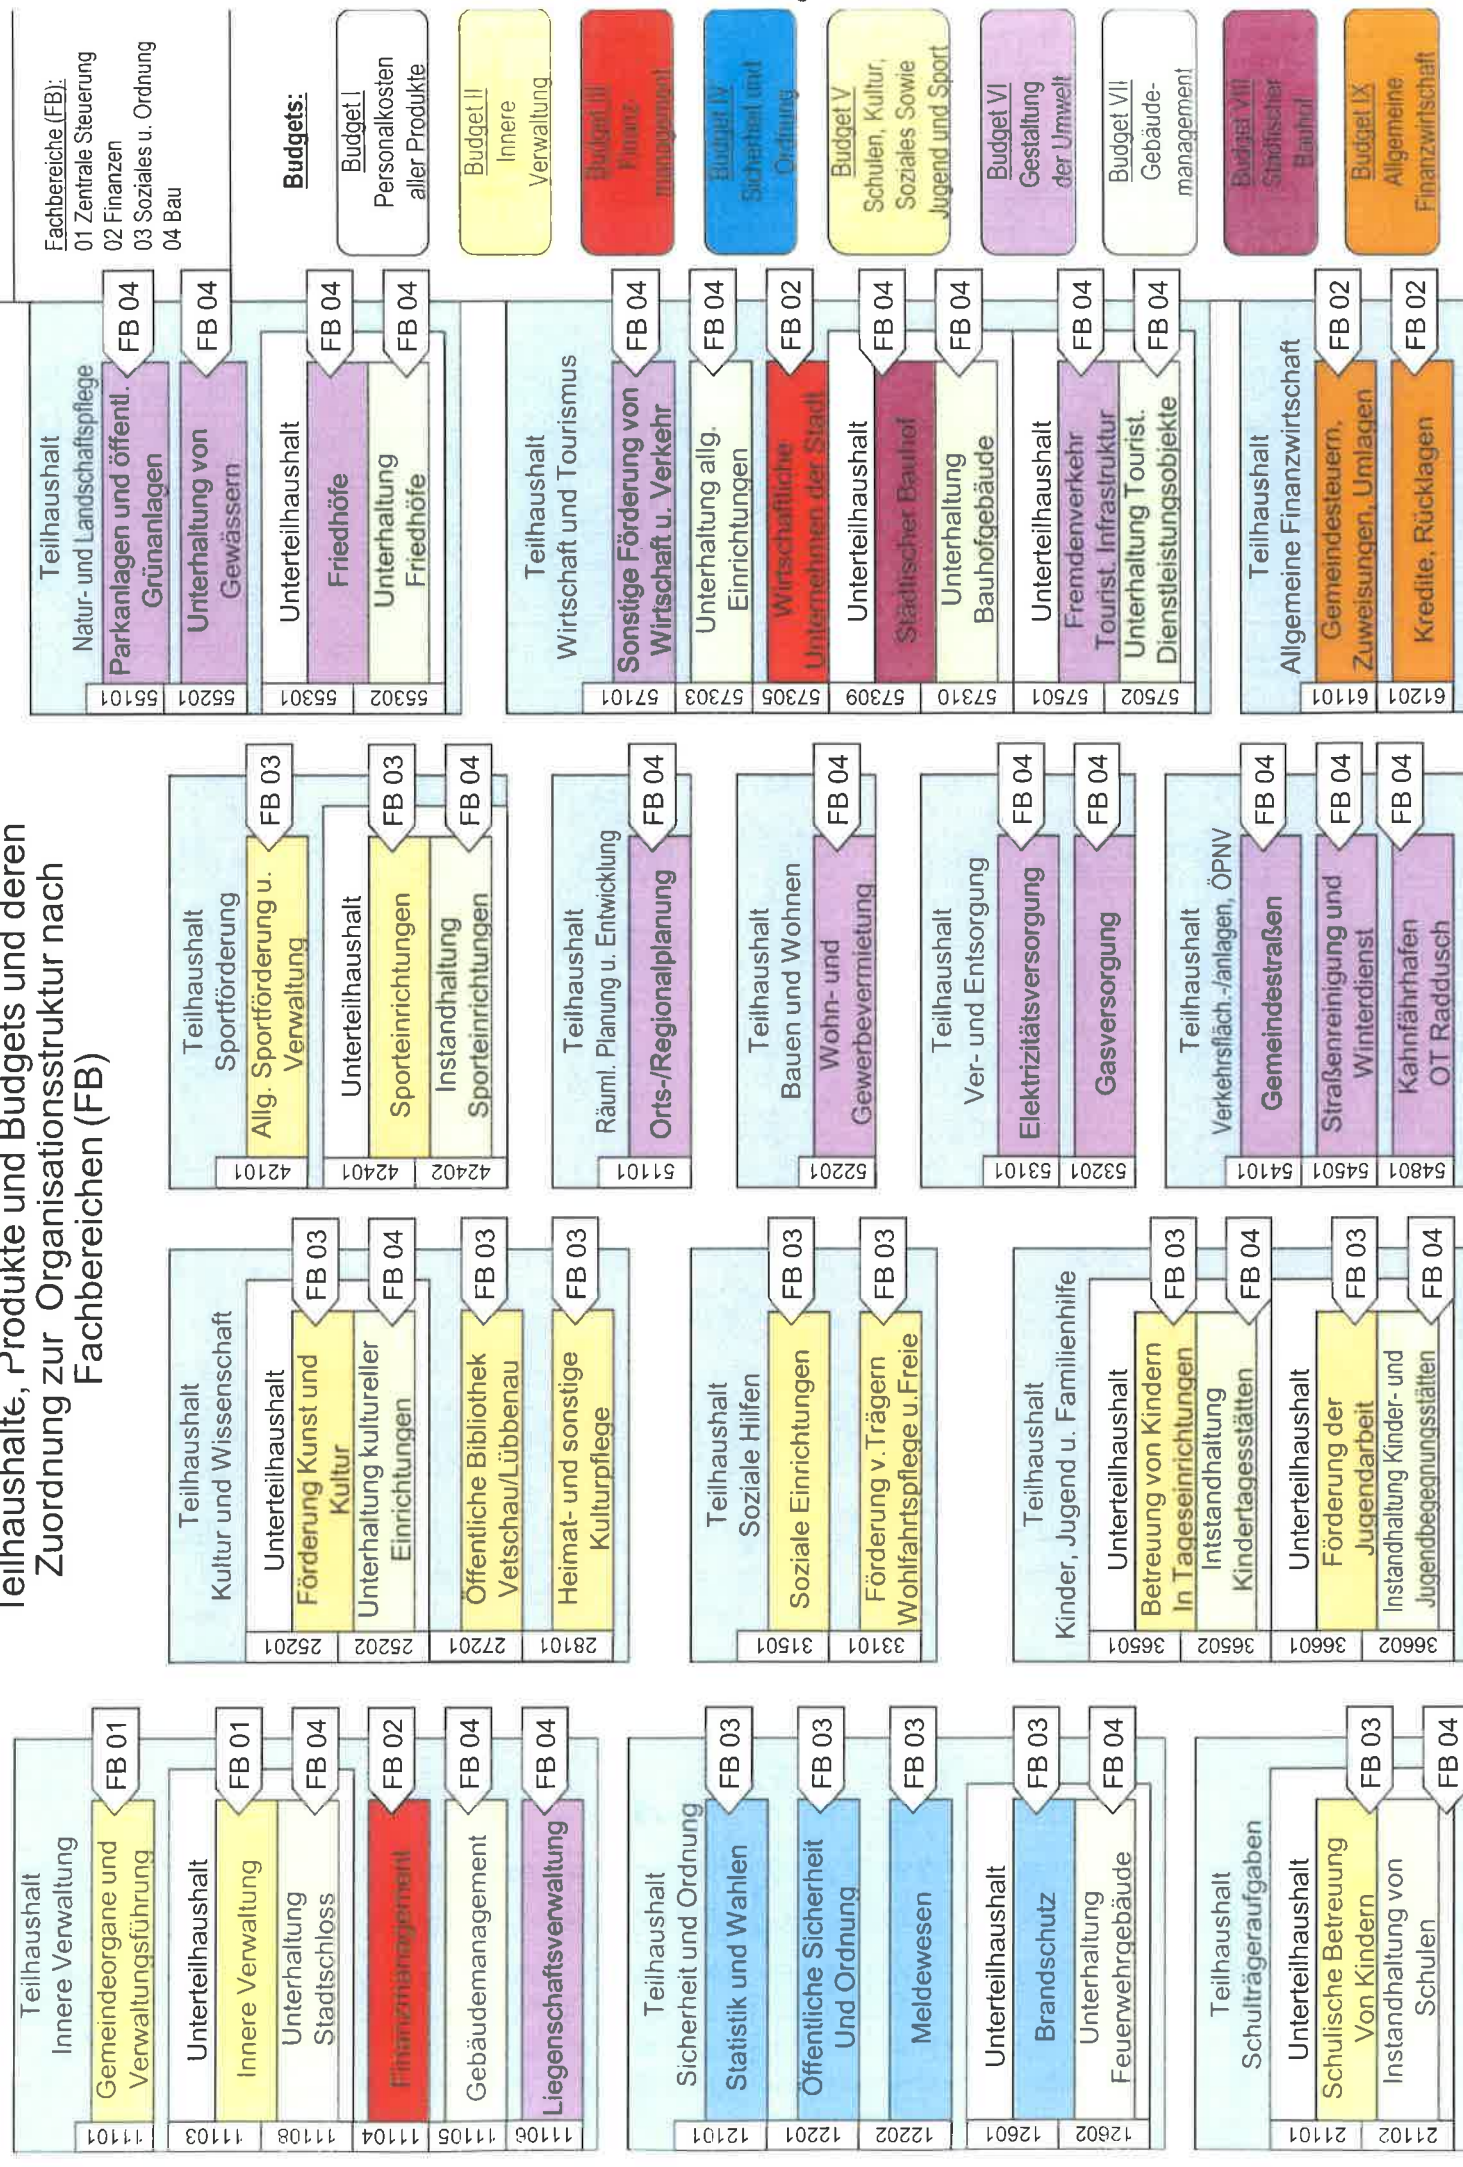 Teilhaushalte, Produkte und Budgets und deren
Zuordnung zur Organisationsstruktur nach
Fachbereichen (FB)
Fachbereiche (FB):
01 Zentrale Steuerung
02 Finanzen
03 Soziales u. Ordnung
04 Bau
Teilhaushalt
Innere Verwaltung
11101
Gemeindeorgane und
Verwaltungsführung
FB 01
Unterteilhaushalt
11103
Innere Verwaltung
FB 01
11108
Unterhaltung
Stadtschloss
FB 04
11104
Finanzmanagement
FB 02
11105
Gebäudemanagement
FB 04
11106
Liegenschaftsverwaltung
FB 04
Teilhaushalt
Sicherheit und Ordnung
12101
Statistik und Wahlen
FB 03
12201
Öffentliche Sicherheit
Und Ordnung
FB 03
12202
Meldewesen
FB 03
Unterteilhaushalt
12601
Brandschutz
FB 03
12602
Unterhaltung
Feuerwehrgebäude
FB 04
Teilhaushalt
Schulträgeraufgaben
Unterteilhaushalt
21101
Schulische Betreuung
Von Kindern
FB 03
21102
Instandhaltung von
Schulen
FB 04
Teilhaushalt
Kultur und Wissenschaft
Unterteilhaushalt
25201
Förderung Kunst und
Kultur
FB 03
25202
Unterhaltung kultureller
Einrichtungen
FB 04
27201
Öffentliche Bibliothek
Vetschau/Lübbenau
FB 03
28101
Heimat- und sonstige
Kulturpflege
FB 03
Teilhaushalt
Soziale Hilfen
31501
Soziale Einrichtungen
FB 03
33101
Förderung v.Trägern
Wohlfahrtspflege u.Freie
FB 03
Teilhaushalt
Kinder, Jugend u. Familienhilfe
Unterteilhaushalt
36501
Betreuung von Kindern
In Tageseinrichtungen
FB 03
36502
Intstandhaltung
Kindertagesstätten
FB 04
Unterteilhaushalt
36601
Förderung der
Jugendarbeit
FB 03
36602
Instandhaltung Kinder- und
Jugendbegegnungsstätten
FB 04
Teilhaushalt
Sportförderung
42101
Allg. Sportförderung u.
Verwaltung
FB 03
Unterteilhaushalt
42401
Sporteinrichtungen
FB 03
42402
Instandhaltung
Sporteinrichtungen
FB 04
Teilhaushalt
Räuml. Planung u. Entwicklung
51101
Orts-/Regionalplanung
FB 04
Teilhaushalt
Bauen und Wohnen
52201
Wohn- und
Gewerbevermietung
FB 04
Teilhaushalt
Ver- und Entsorgung
53101
Elektrizitätsversorgung
FB 04
53201
Gasversorgung
FB 04
Teilhaushalt
Verkehrsfläch.-/anlagen, ÖPNV
54101
Gemeindestraßen
FB 04
54501
Straßenreinigung und
Winterdienst
FB 04
54801
Kahnfährhafen
OT Raddusch
FB 04
Teilhaushalt
Natur- und Landschaftspflege
55101
Parkanlagen und öffentl.
Grünanlagen
FB 04
55201
Unterhaltung von
Gewässern
FB 04
Unterteilhaushalt
55301
Friedhöfe
FB 04
55302
Unterhaltung
Friedhöfe
FB 04
Teilhaushalt
Wirtschaft und Tourismus
57101
Sonstige Förderung von
Wirtschaft u. Verkehr
FB 04
57303
Unterhaltung allg.
Einrichtungen
FB 04
57305
Wirtschaftliche
Unternehmen der Stadt
FB 02
Unterteilhaushalt
57309
Städtischer Bauhof
FB 04
57310
Unterhaltung
Bauhofgebäude
FB 04
Unterteilhaushalt
57501
Fremdenverkehr
Tourist. Infrastruktur
FB 04
57502
Unterhaltung Tourist.
Dienstleistungsobjekte
FB 04
Teilhaushalt
Allgemeine Finanzwirtschaft
61101
Gemeindesteuern,
Zuweisungen, Umlagen
FB 02
61201
Kredite, Rücklagen
FB 02
Budgets:
Budget I
Personalkosten
aller Produkte
Budget II
Innere
Verwaltung
Budget III
Finanz-
management
Budget IV
Sicherheit und
Ordnung
Budget V
Schulen, Kultur,
Soziales Sowie
Jugend und Sport
Budget VI
Gestaltung
der Umwelt
Budget VII
Gebäude-
management
Budget VIII
Städtischer
Bauhof
Budget IX
Allgemeine
Finanzwirtschaft